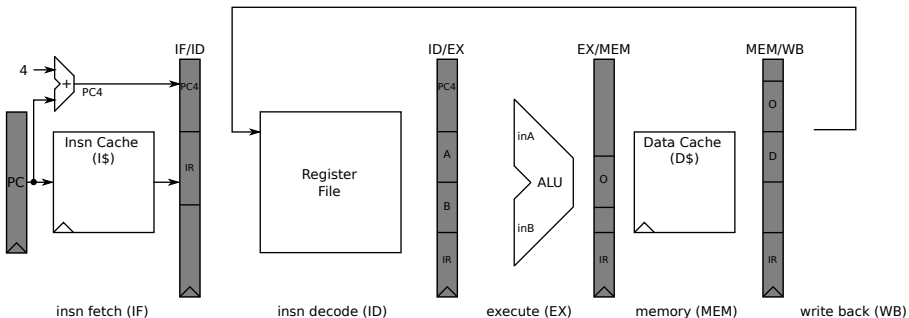 IF/ID
ID/EX
EX/MEM
MEM/WB
4
+
PC4
PC4
PC4
O
Insn Cache
(I$)
inA
Data Cache
(D$)
A
D
IR
PC
Register
File
ALU
O
B
inB
IR
IR
IR
insn fetch (IF)
insn decode (ID)
execute (EX)
memory (MEM)
write back (WB)